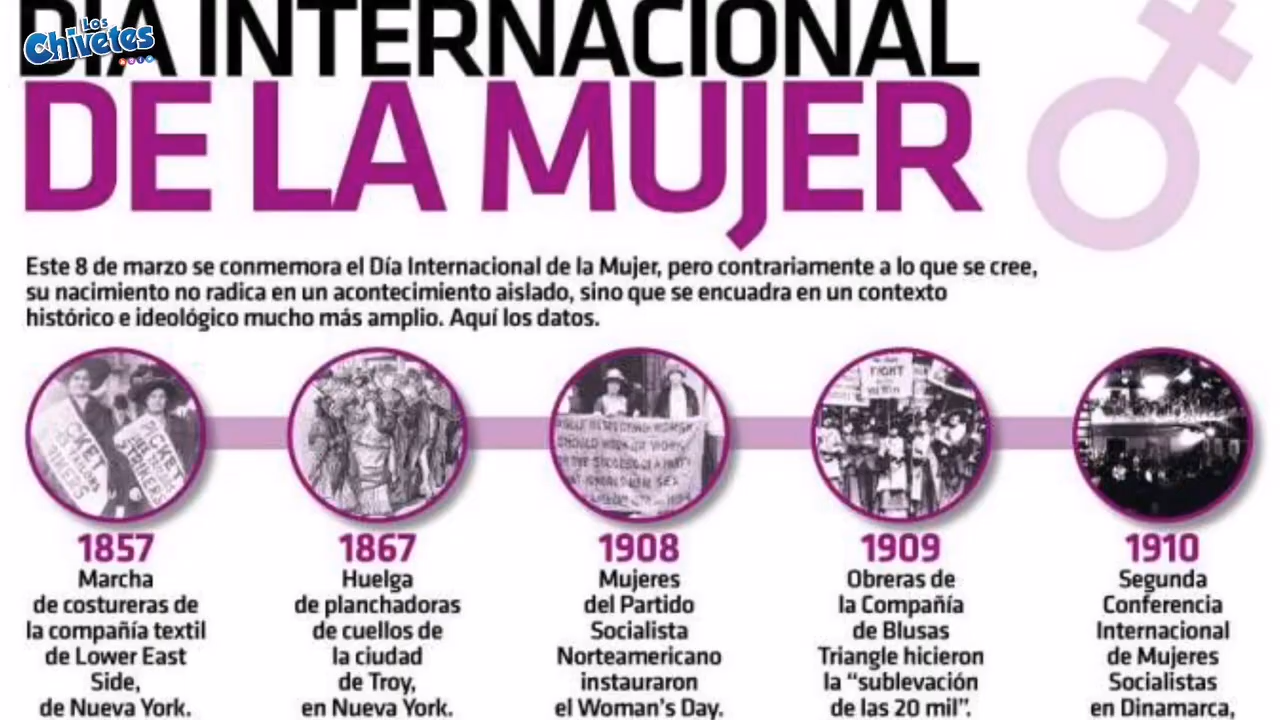 Los
Chivetes
DÍA INTERNACIONAL
DE LA MUJER
Este 8 de marzo se conmemora el Día Internacional de la Mujer, pero contrariamente a lo que se cree,
su nacimiento no radica en un acontecimiento aislado, sino que se encuadra en un contexto
histórico e ideológico mucho más amplio. Aquí los datos.
PICKET
FIGHT
1857
Marcha
de costureras de
la compañía textil
de Lower East
Side,
de Nueva York.
1867
Huelga
de planchadoras
de cuellos de
la ciudad
de Troy,
en Nueva York.
1908
Mujeres
del Partido
Socialista
Norteamericano
instauraron
el Woman's Day.
1909
Obreras de
la Compañía
de Blusas
Triangle hicieron
la “sublevación
de las 20 mil”.
1910
Segunda
Conferencia
Internacional
de Mujeres
Socialistas
en Dinamarca,